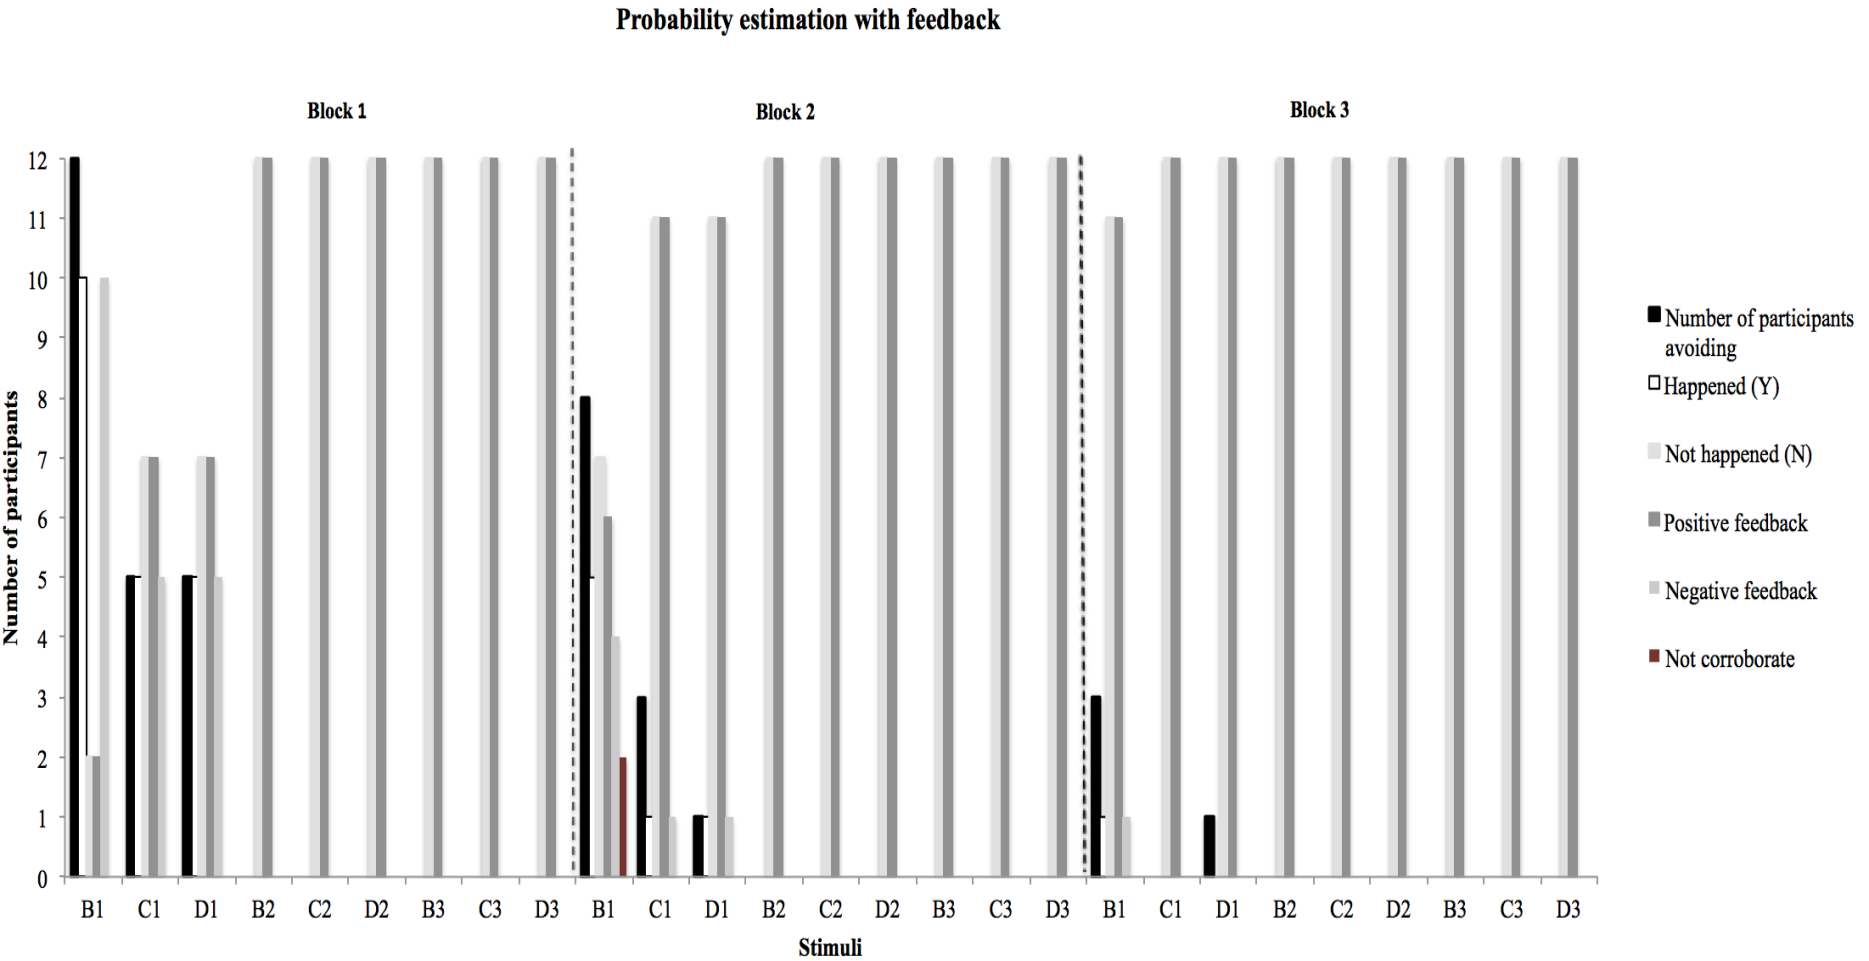 Probability estimation with feedback
Block 1
Block 2
Block 3
Number of participants
12
11
10
9
8
7
6
5
4
3
2
1
0
B1 C1 D1 B2 C2 D2 B3 C3 D3 B1 C1 D1 B2 C2 D2 B3 C3 D3 B1 C1 D1 B2 C2 D2 B3 C3 D3
Stimuli
Number of participants
avoiding
Happened (Y)
Not happened (N)
Positive feedback
Negative feedback
Not corroborate